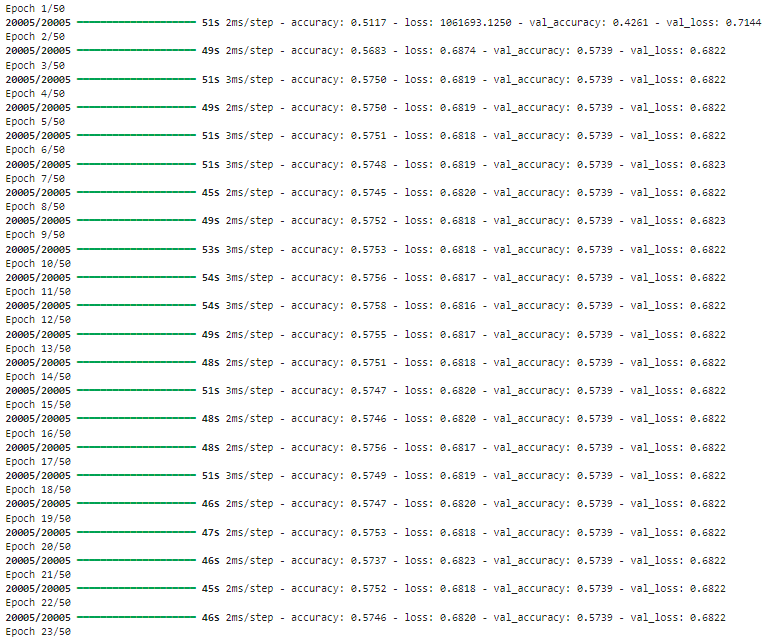 Epoch 1/50
20005/20005 ━━━━━━━━━━━━━━━━━━━━ 51s 2ms/step - accuracy: 0.5117 - loss: 1061693.1250 - val_accuracy: 0.4261 - val_loss: 0.7144
Epoch 2/50
20005/20005 ━━━━━━━━━━━━━━━━━━━━ 49s 2ms/step - accuracy: 0.5683 - loss: 0.6874 - val_accuracy: 0.5739 - val_loss: 0.6822
Epoch 3/50
20005/20005 ━━━━━━━━━━━━━━━━━━━━ 51s 3ms/step - accuracy: 0.5750 - loss: 0.6819 - val_accuracy: 0.5739 - val_loss: 0.6822
Epoch 4/50
20005/20005 ━━━━━━━━━━━━━━━━━━━━ 49s 2ms/step - accuracy: 0.5750 - loss: 0.6819 - val_accuracy: 0.5739 - val_loss: 0.6822
Epoch 5/50
20005/20005 ━━━━━━━━━━━━━━━━━━━━ 51s 3ms/step - accuracy: 0.5751 - loss: 0.6818 - val_accuracy: 0.5739 - val_loss: 0.6822
Epoch 6/50
20005/20005 ━━━━━━━━━━━━━━━━━━━━ 51s 3ms/step - accuracy: 0.5748 - loss: 0.6819 - val_accuracy: 0.5739 - val_loss: 0.6823
Epoch 7/50
20005/20005 ━━━━━━━━━━━━━━━━━━━━ 45s 2ms/step - accuracy: 0.5745 - loss: 0.6820 - val_accuracy: 0.5739 - val_loss: 0.6822
Epoch 8/50
20005/20005 ━━━━━━━━━━━━━━━━━━━━ 49s 2ms/step - accuracy: 0.5752 - loss: 0.6818 - val_accuracy: 0.5739 - val_loss: 0.6823
Epoch 9/50
20005/20005 ━━━━━━━━━━━━━━━━━━━━ 53s 3ms/step - accuracy: 0.5753 - loss: 0.6818 - val_accuracy: 0.5739 - val_loss: 0.6822
Epoch 10/50
20005/20005 ━━━━━━━━━━━━━━━━━━━━ 54s 3ms/step - accuracy: 0.5756 - loss: 0.6817 - val_accuracy: 0.5739 - val_loss: 0.6822
Epoch 11/50
20005/20005 ━━━━━━━━━━━━━━━━━━━━ 54s 3ms/step - accuracy: 0.5758 - loss: 0.6816 - val_accuracy: 0.5739 - val_loss: 0.6822
Epoch 12/50
20005/20005 ━━━━━━━━━━━━━━━━━━━━ 49s 2ms/step - accuracy: 0.5755 - loss: 0.6817 - val_accuracy: 0.5739 - val_loss: 0.6822
Epoch 13/50
20005/20005 ━━━━━━━━━━━━━━━━━━━━ 48s 2ms/step - accuracy: 0.5751 - loss: 0.6818 - val_accuracy: 0.5739 - val_loss: 0.6822
Epoch 14/50
20005/20005 ━━━━━━━━━━━━━━━━━━━━ 51s 3ms/step - accuracy: 0.5747 - loss: 0.6820 - val_accuracy: 0.5739 - val_loss: 0.6822
Epoch 15/50
20005/20005 ━━━━━━━━━━━━━━━━━━━━ 48s 2ms/step - accuracy: 0.5746 - loss: 0.6820 - val_accuracy: 0.5739 - val_loss: 0.6822
Epoch 16/50
20005/20005 ━━━━━━━━━━━━━━━━━━━━ 48s 2ms/step - accuracy: 0.5756 - loss: 0.6817 - val_accuracy: 0.5739 - val_loss: 0.6822
Epoch 17/50
20005/20005 ━━━━━━━━━━━━━━━━━━━━ 51s 3ms/step - accuracy: 0.5749 - loss: 0.6819 - val_accuracy: 0.5739 - val_loss: 0.6822
Epoch 18/50
20005/20005 ━━━━━━━━━━━━━━━━━━━━ 46s 2ms/step - accuracy: 0.5747 - loss: 0.6820 - val_accuracy: 0.5739 - val_loss: 0.6822
Epoch 19/50
20005/20005 ━━━━━━━━━━━━━━━━━━━━ 47s 2ms/step - accuracy: 0.5753 - loss: 0.6818 - val_accuracy: 0.5739 - val_loss: 0.6822
Epoch 20/50
20005/20005 ━━━━━━━━━━━━━━━━━━━━ 46s 2ms/step - accuracy: 0.5737 - loss: 0.6823 - val_accuracy: 0.5739 - val_loss: 0.6822
Epoch 21/50
20005/20005 ━━━━━━━━━━━━━━━━━━━━ 45s 2ms/step - accuracy: 0.5752 - loss: 0.6818 - val_accuracy: 0.5739 - val_loss: 0.6822
Epoch 22/50
20005/20005 ━━━━━━━━━━━━━━━━━━━━ 46s 2ms/step - accuracy: 0.5746 - loss: 0.6820 - val_accuracy: 0.5739 - val_loss: 0.6822
Epoch 23/50